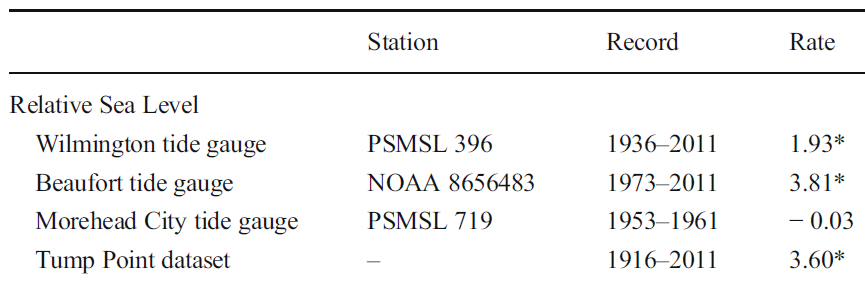 Station Record Rate
Relative Sea Level
Wilmington tide gauge PSMSL 396 1936–2011 1.93*
Beaufort tide gauge NOAA 8656483 1973–2011 3.81*
Morehead City tide gauge PSMSL 719 1953–1961 − 0.03
Tump Point dataset – 1916–2011 3.60*